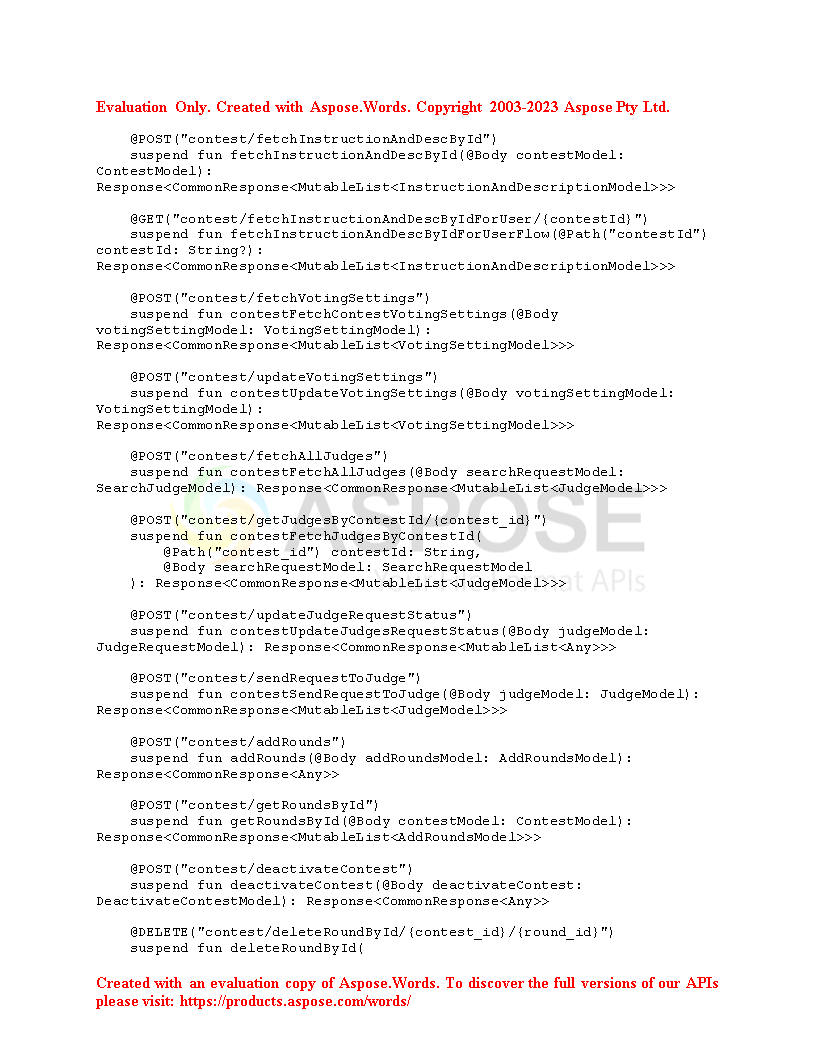 Evaluation Only. Created with Aspose.Words. Copyright 2003-2023 Aspose Pty Ltd.
@POST("contest/fetchInstructionAndDescById")
suspend fun fetchInstructionAndDescById(@Body contestModel:
ContestModel):
Response<CommonResponse<MutableList<InstructionAndDescriptionModel>>>
@GET("contest/fetchInstructionAndDescByIdForUser/{contestId}")
suspend fun fetchInstructionAndDescByIdForUserFlow(@Path("contestId")
contestId: String?):
Response<CommonResponse<MutableList<InstructionAndDescriptionModel>>>
@POST("contest/fetchVotingSettings")
suspend fun contestFetchContestVotingSettings(@Body
votingSettingModel: VotingSettingModel):
Response<CommonResponse<MutableList<VotingSettingModel>>>
@POST("contest/updateVotingSettings")
suspend fun contestUpdateVotingSettings(@Body votingSettingModel:
VotingSettingModel):
Response<CommonResponse<MutableList<VotingSettingModel>>>
@POST("contest/fetchAllJudges")
suspend fun contestFetchAllJudges(@Body searchRequestModel:
SearchJudgeModel): Response<CommonResponse<MutableList<JudgeModel>>>
ASPOSE
@POST("contest/getJudgesByContestId/{contest_id}")
suspend fun contestFetchJudgesByContestId(
@Path("contest_id") contestId: String,
@Body searchRequestModel: SearchRequestModel
): Response<CommonResponse<MutableList<JudgeModel>>>
APIs
@POST("contest/updateJudgeRequestStatus")
suspend fun contestUpdateJudgesRequestStatus(@Body judgeModel:
JudgeRequestModel): Response<CommonResponse<MutableList<Any>>>
@POST("contest/sendRequestToJudge")
suspend fun contestSendRequestToJudge(@Body judgeModel: JudgeModel):
Response<CommonResponse<MutableList<JudgeModel>>>
@POST("contest/addRounds")
suspend fun addRounds(@Body addRoundsModel: AddRoundsModel):
Response<CommonResponse<Any>>
@POST("contest/getRoundsById")
suspend fun getRoundsById(@Body contestModel: ContestModel):
Response<CommonResponse<MutableList<AddRoundsModel>>>
@POST("contest/deactivateContest")
suspend fun deactivateContest(@Body deactivateContest:
DeactivateContestModel): Response<CommonResponse<Any>>
@DELETE("contest/deleteRoundById/{contest_id}/{round_id}")
suspend fun deleteRoundById(
Created with an evaluation copy of Aspose.Words. To discover the full versions of our APIs
please visit: https://products.aspose.com/words/